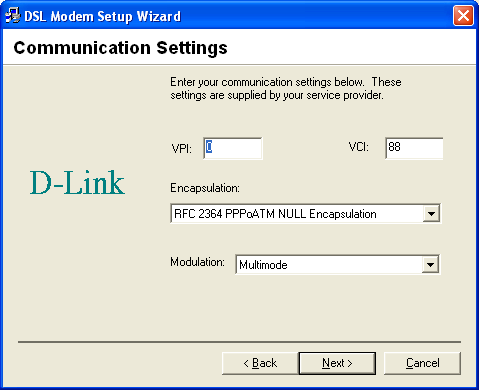 DSL Modem Setup Wizard
Communication Settings
Enter your communication settings below.  These
settings are supplied by your service provider.
VPI: 0 VCI: 88
D-Link
Encapsulation:
RFC 2364 PPPoATM NULL Encapsulation
Modulation: Multimode
< Back Next > Cancel